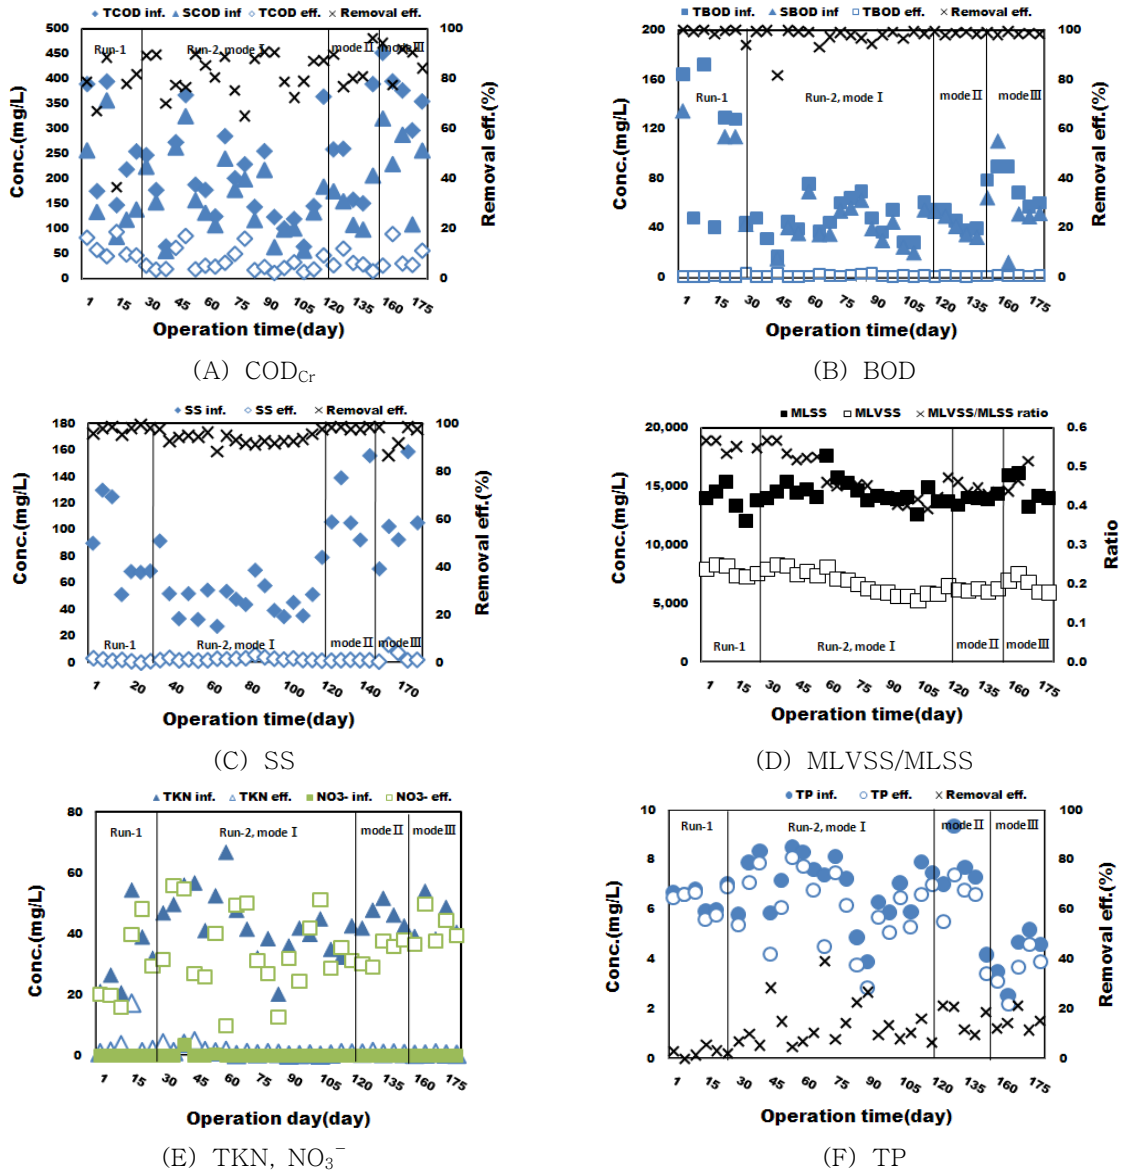 TCOD inf. SCOD inf TCOD eff. Removal eff.
500 450 400 350 300 250 200 150 100 50 0
Conc.(mg/L)
Run-1 Run-2, mode Ⅰ mode Ⅱ mode Ⅲ
100 80 60 40 20 0
Removal eff.(%)
1 15 30 45 60 75 90 105 120 135 160 175
Operation time(day)
(A) CODCr
TBOD inf SBOD inf TBOD eff Removal eff.
200 160 120 80 40 0
Conc.(mg/L)
Run-1 Run-2, mode Ⅰ mode Ⅱ mode Ⅲ
100 80 60 40 20 0
Removal eff.(%)
1 15 30 45 60 75 90 105 120 135 160 175
Operation time(day)
(B) BOD
SS inf. SS eff. Removal eff.
180 160 140 120 100 80 60 40 20 0
Conc.(mg/L)
Run-1 Run-2, mode Ⅰ mode Ⅱ mode Ⅲ
100 80 60 40 20 0
Removal eff.(%)
1 20 40 60 80 100 120 140 170
Operation time(day)
(C) SS
MLSS MLVSS MLVSS/MLSS ratio
20,000 15,000 10,000 5,000 0
Conc.(mg/L)
Run-1 Run-2, mode Ⅰ mode Ⅱ mode Ⅲ
0.6 0.5 0.4 0.3 0.2 0.1 0.0
Ratio
1 15 30 45 60 75 90 105 120 135 160 175
Operation time(day)
(D) MLVSS/MLSS
TKN inf. TKN eff. NO3- inf. NO3- eff.
80 60 40 20 0
Conc.(mg/L)
Run-1 Run-2, mode Ⅰ mode Ⅱ mode Ⅲ
1 15 30 45 60 75 90 105 120 135 160 175
Operation day(day)
(E) TKN, NO₃⁻
TP inf. TP eff. Removal eff.
10 8 6 4 2 0
Conc.(mg/L)
Run-1 Run-2, mode Ⅰ mode Ⅱ mode Ⅲ
100 80 60 40 20 0
Removal eff.(%)
1 15 30 45 60 75 90 105 120 135 160 175
Operation time(day)
(F) TP